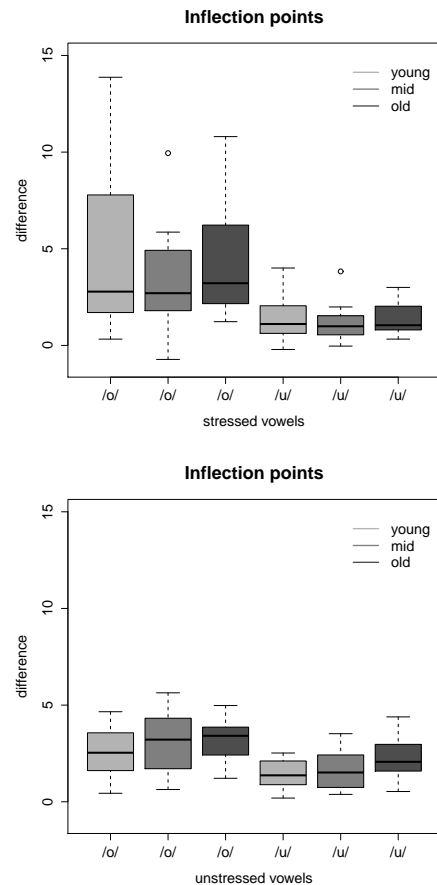 Inflection points
15
10
5
0
difference
young
mid
old
/o/ /o/ /o/ /u/ /u/ /u/
stressed vowels
Inflection points
15
10
5
0
difference
young
mid
old
/o/ /o/ /o/ /u/ /u/ /u/
unstressed vowels